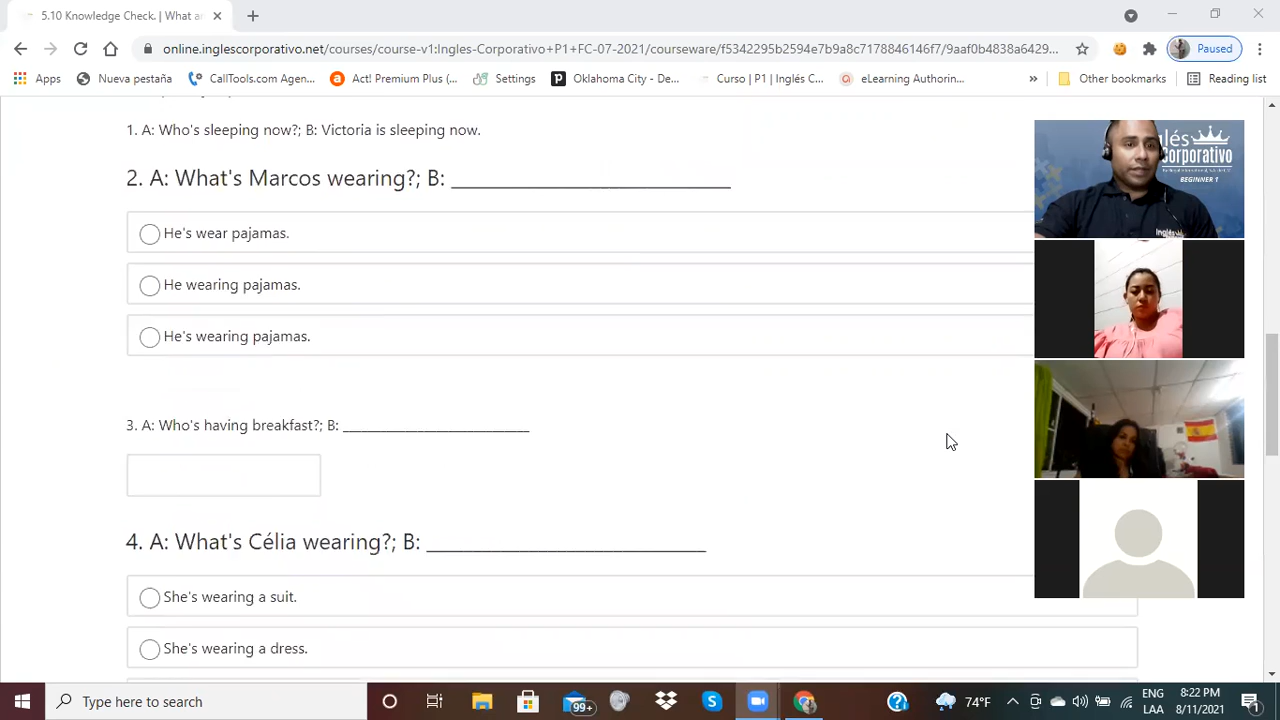 5.10 Knowledge Check. | What a
online.inglescorporativo.net/courses/course-v1:Ingles-Corporativo+P1+FC-07-2021/courseware/f5342295b2594e7b9a8c7178846146f7/9aaf0b4838a6429...
Paused
Apps
Nueva pestaña
CallTools.com Agen...
Act! Premium Plus (...
Settings
Oklahoma City - De...
Curso | P1 | Inglés C...
eLearning Authorin...
»
Other bookmarks
Reading list
1. A: Who's sleeping now?; B: Victoria is sleeping now.
2. A: What's Marcos wearing?; B: ________________________
He's wear pajamas.
He wearing pajamas.
He's wearing pajamas.
3. A: Who's having breakfast?; B: ________________________
4. A: What's Célia wearing?; B: ________________________
She's wearing a suit.
She's wearing a dress.
glés
Corporativo
BEGINNER 1
Inglés
Type here to search
99+
74°F
ENG
LAA
8:22 PM
8/11/2021
1